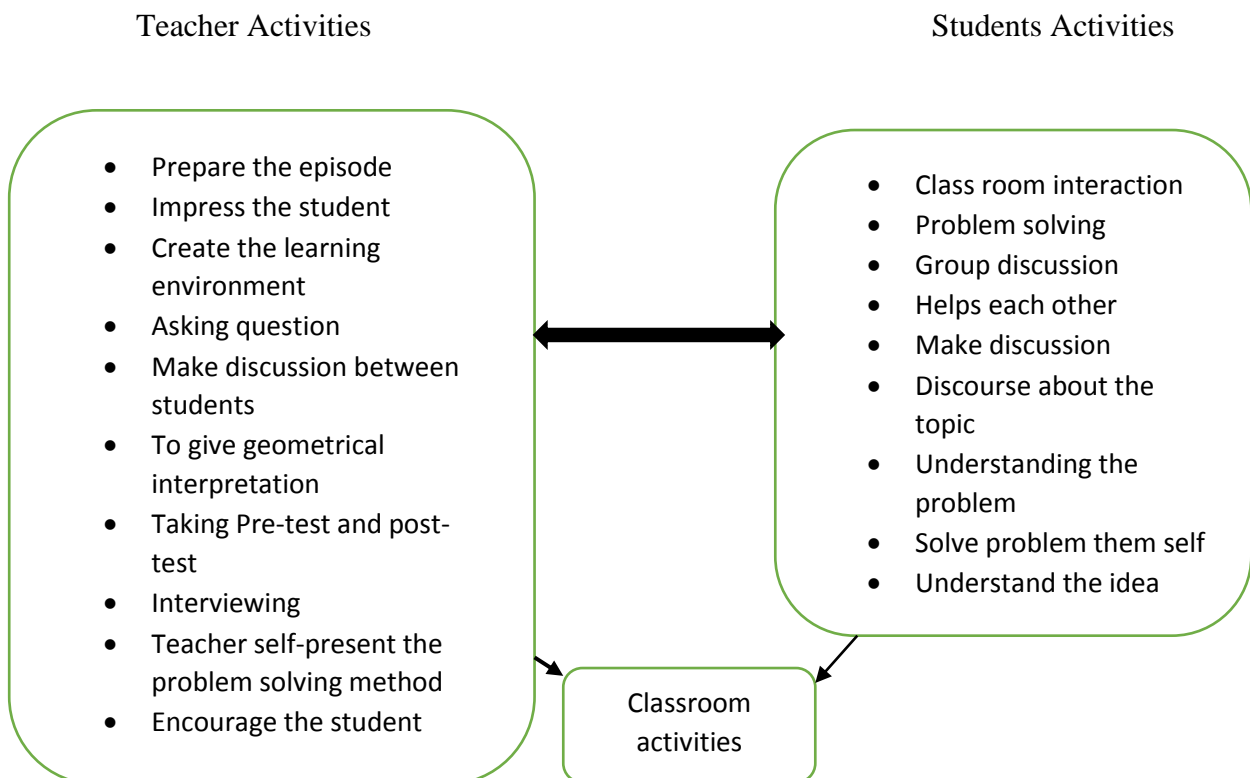 Teacher Activities
Students Activities
• Prepare the episode
• Impress the student
• Create the learning
environment
• Asking question
• Make discussion between
students
• To give geometrical
interpretation
• Taking Pre-test and post-
test
• Interviewing
• Teacher self-present the
problem solving method
• Encourage the student
• Class room interaction
• Problem solving
• Group discussion
• Helps each other
• Make discussion
• Discourse about the
topic
• Understanding the
problem
• Solve problem them self
• Understand the idea
Classroom
activities